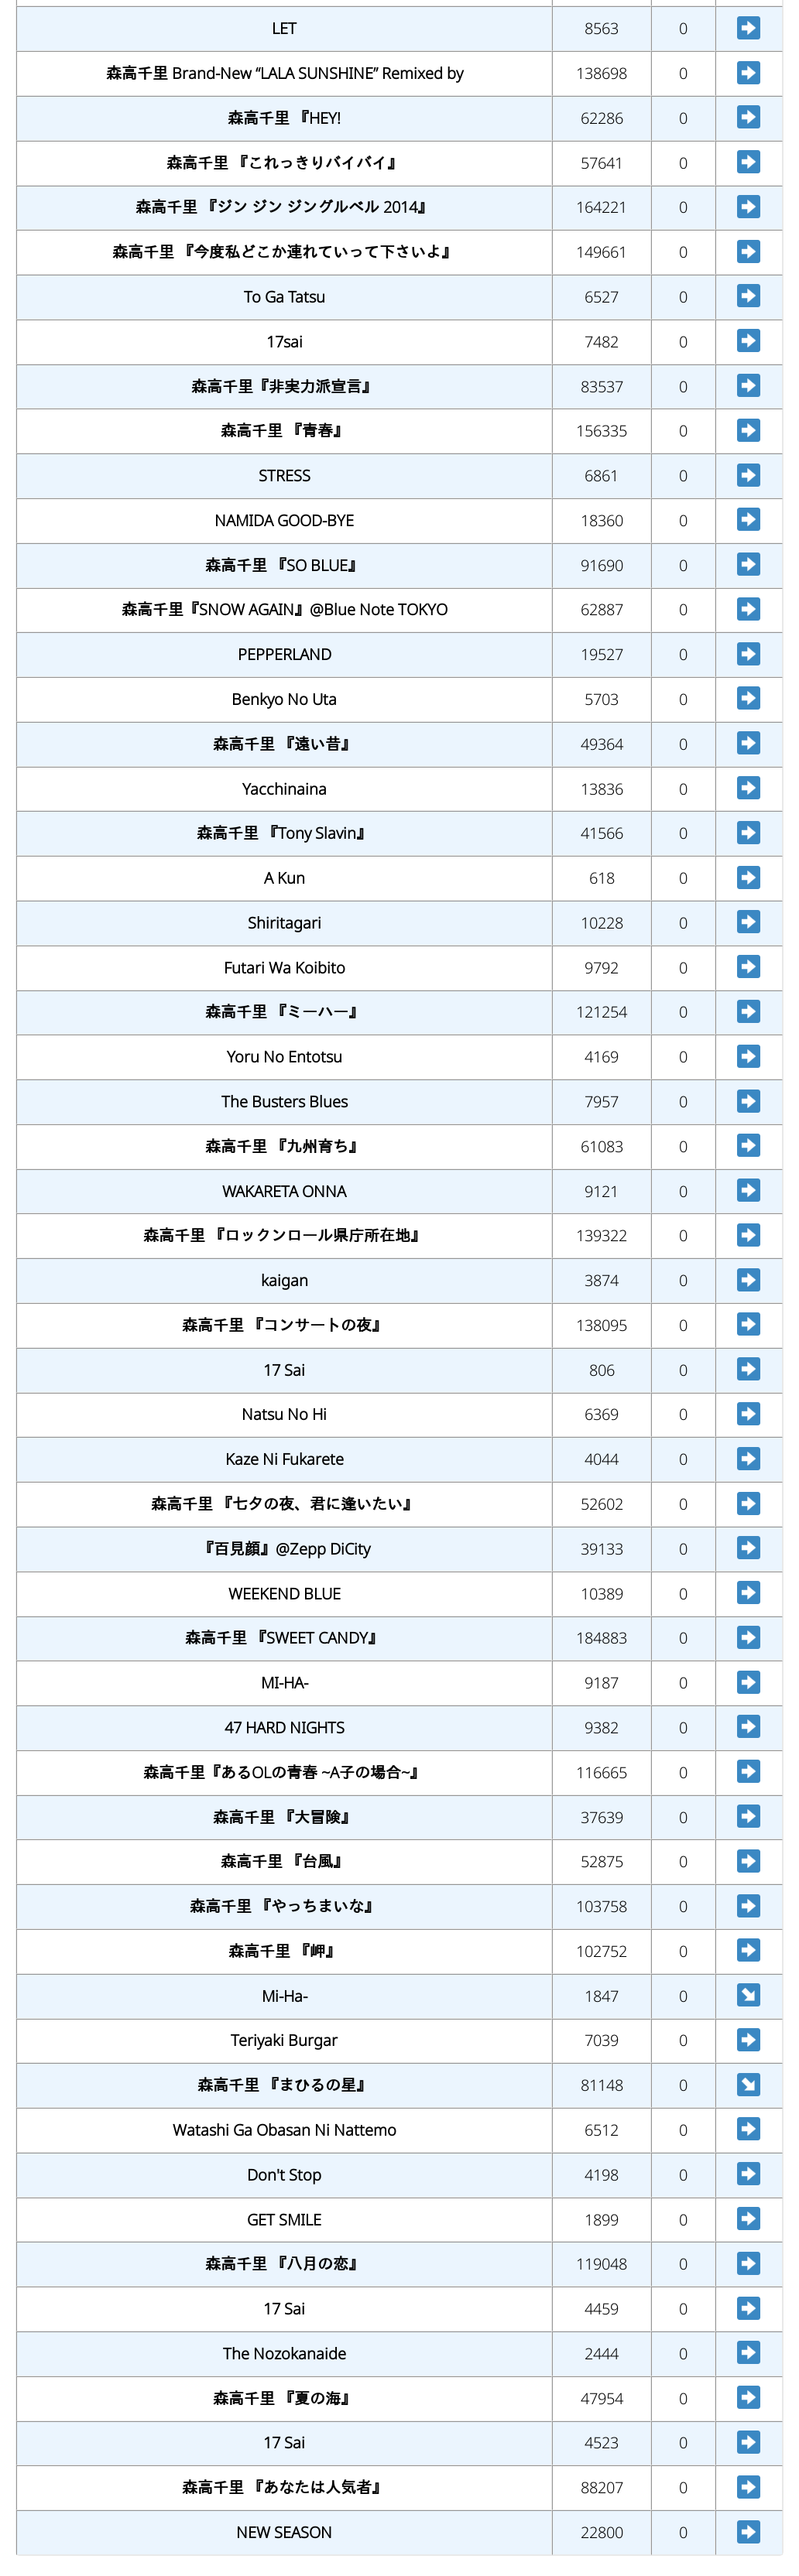 LET 8563 0
森高千里 Brand-New “LALA SUNSHINE” Remixed by 138698 0
森高千里 『HEY! 62286 0
森高千里 『これっきりバイバイ』 57641 0
森高千里 『ジン ジン ジングルベル 2014』 164221 0
森高千里 『今度私どこか連れていって下さいよ』 149661 0
To Ga Tatsu 6527 0
17sai 7482 0
森高千里『非実力派宣言』 83537 0
森高千里 『青春』 156335 0
STRESS 6861 0
NAMIDA GOOD-BYE 18360 0
森高千里 『SO BLUE』 91690 0
森高千里『SNOW AGAIN』@Blue Note TOKYO 62887 0
PEPPERLAND 19527 0
Benkyo No Uta 5703 0
森高千里 『遠い昔』 49364 0
Yacchinaina 13836 0
森高千里 『Tony Slavin』 41566 0
A Kun 618 0
Shiritagari 10228 0
Futari Wa Koibito 9792 0
森高千里 『ミーハー』 121254 0
Yoru No Entotsu 4169 0
The Busters Blues 7957 0
森高千里 『九州育ち』 61083 0
WAKARETA ONNA 9121 0
森高千里 『ロックンロール県庁所在地』 139322 0
kaigan 3874 0
森高千里 『コンサートの夜』 138095 0
17 Sai 806 0
Natsu No Hi 6369 0
Kaze Ni Fukarete 4044 0
森高千里 『七夕の夜、君に逢いたい』 52602 0
『百見顔』@Zepp DiCity 39133 0
WEEKEND BLUE 10389 0
森高千里 『SWEET CANDY』 184883 0
MI-HA- 9187 0
47 HARD NIGHTS 9382 0
森高千里『あるOLの青春 ~A子の場合~』 116665 0
森高千里 『大冒険』 37639 0
森高千里 『台風』 52875 0
森高千里 『やっちまいな』 103758 0
森高千里 『岬』 102752 0
Mi-Ha- 1847 0
Teriyaki Burgar 7039 0
森高千里 『まひるの星』 81148 0
Watashi Ga Obasan Ni Nattemo 6512 0
Don't Stop 4198 0
GET SMILE 1899 0
森高千里 『八月の恋』 119048 0
17 Sai 4459 0
The Nozokanaide 2444 0
森高千里 『夏の海』 47954 0
17 Sai 4523 0
森高千里 『あなたは人気者』 88207 0
NEW SEASON 22800 0